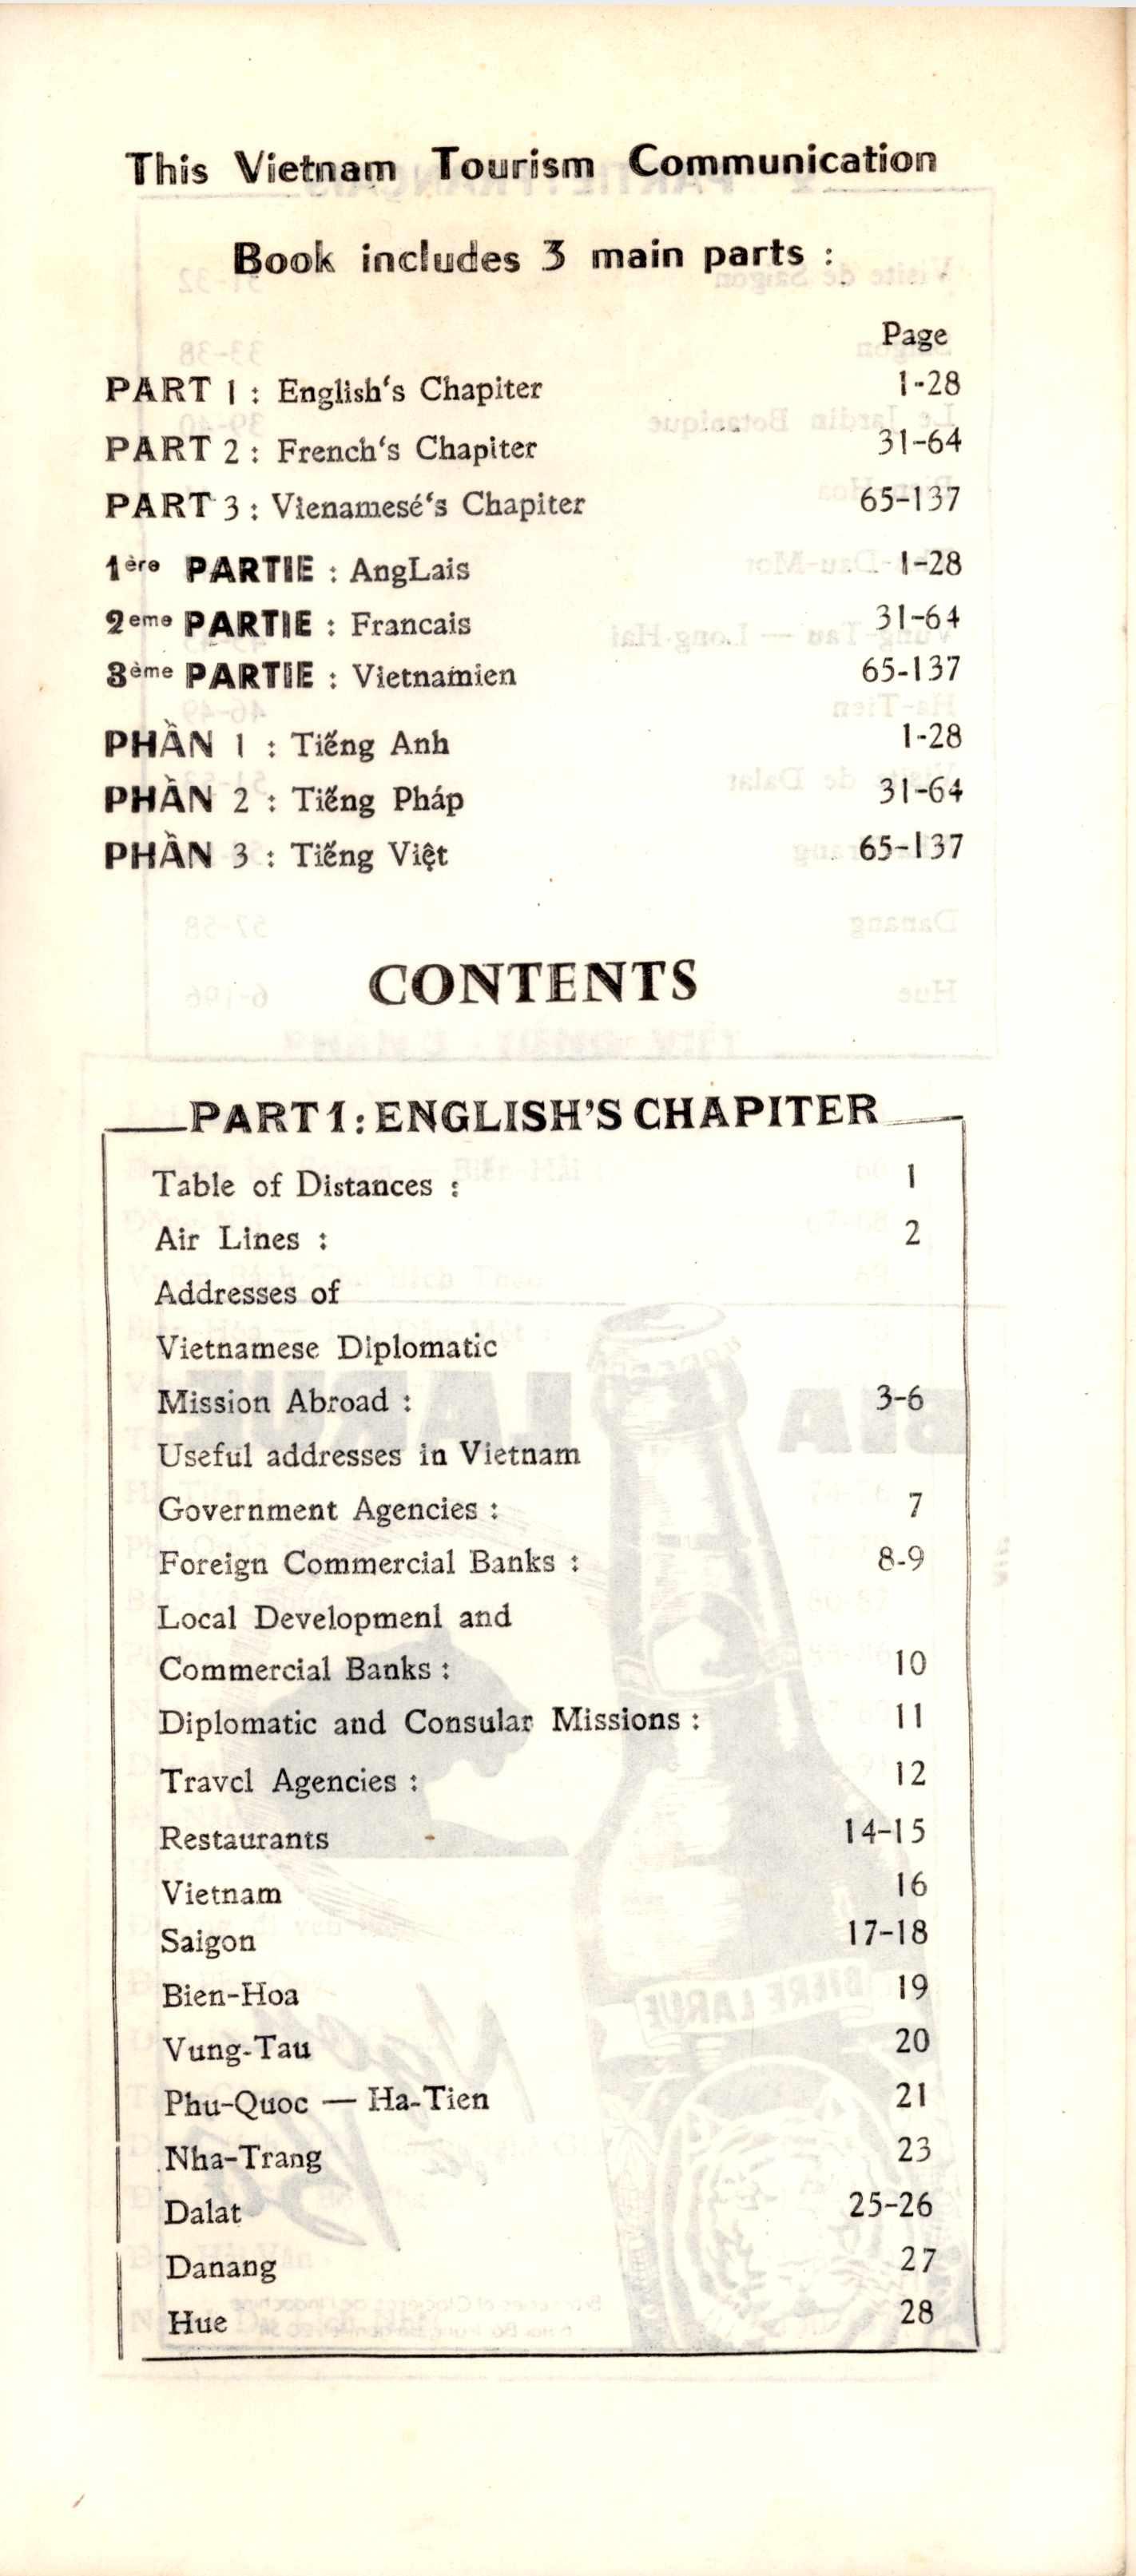 This Vietnam Tourism Communication
Book includes 3 main parts :
Page
PART 1 : English's Chapiter 1-28
PART 2 : French's Chapiter 31-64
PART 3 : Vienamesé's Chapiter 65-137
1ère PARTIE : AngLais 1-28
2eme PARTIE : Francais 31-64
3ème PARTIE : Vietnamien 65-137
PHẦN 1 : Tiếng Anh 1-28
PHẦN 2 : Tiếng Pháp 31-64
PHẦN 3 : Tiếng Việt 65-137
CONTENTS
PART 1 : ENGLISH'S CHAPITER
Table of Distances : 1
Air Lines : 2
Addresses of
Vietnamese Diplomatic
Mission Abroad : 3-6
Useful addresses in Vietnam
Government Agencies : 7
Foreign Commercial Banks : 8-9
Local Developmenl and
Commercial Banks : 10
Diplomatic and Consular Missions : 11
Travcl Agencies : 12
Restaurants 14-15
Vietnam 16
Saigon 17-18
Bien-Hoa 19
Vung-Tau 20
Phu-Quoc — Ha-Tien 21
Nha-Trang 23
Dalat 25-26
Danang 27
Hue 28